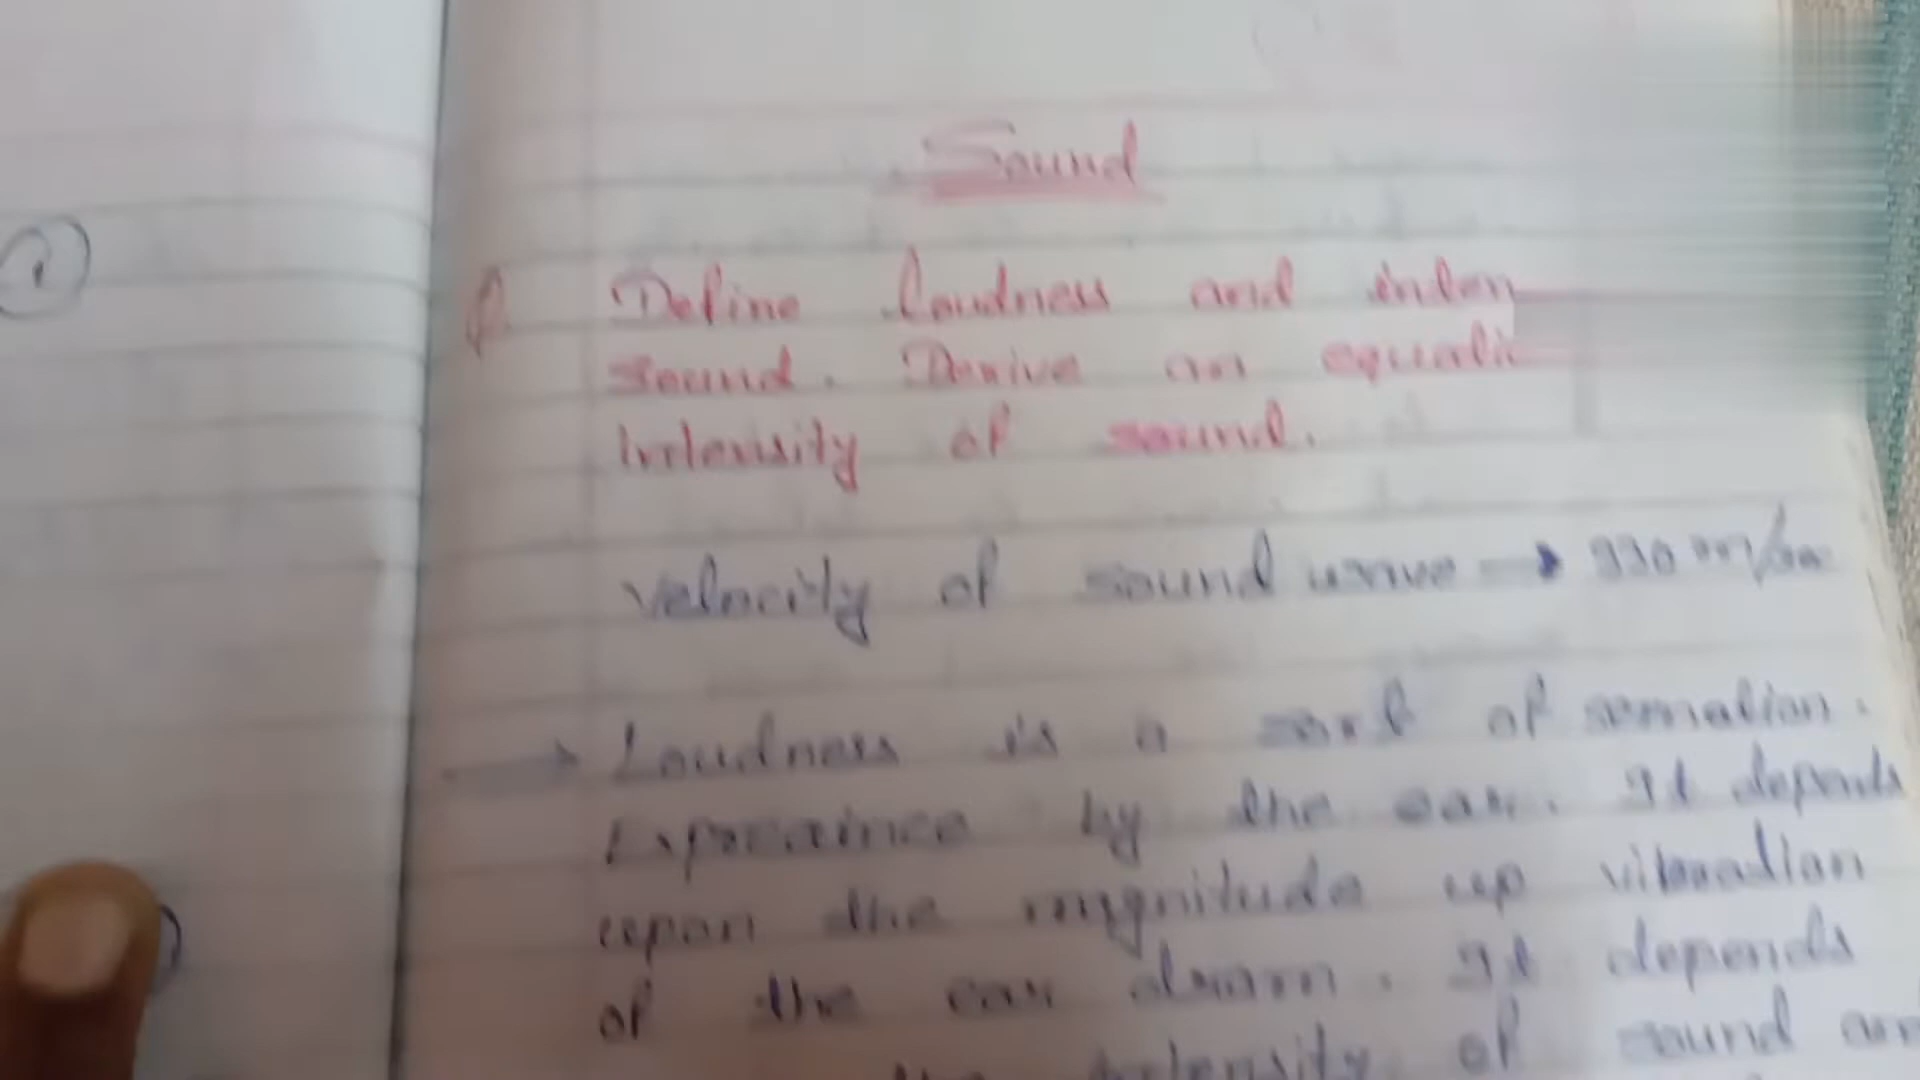 Sound
Q. Define loudness and inten
sound. Derive an equatio
intensity of sound.
velocity of sound wave → 330 m/
→ Loudness is a sort of sensation.
by the ear. It depends
upon the magnitude up vibration
of the ear drum. It depends
intensity of sound